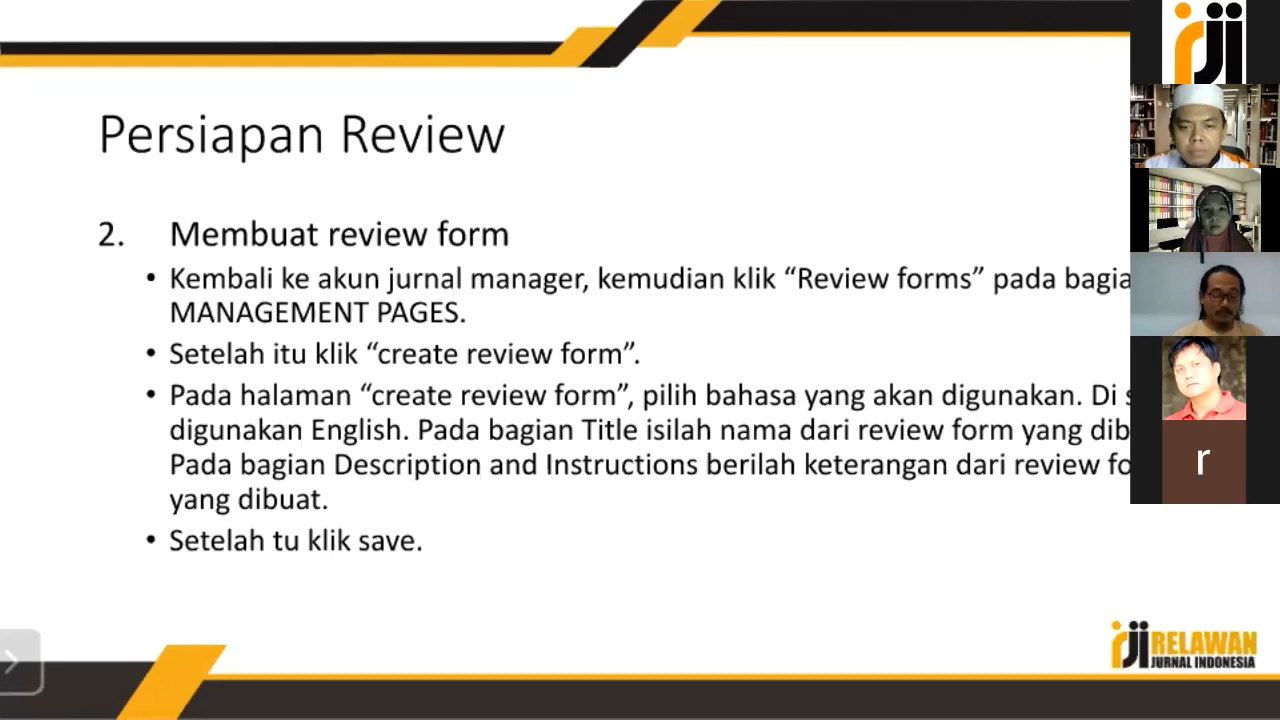 Persiapan Review
2. Membuat review form
• Kembali ke akun jurnal manager, kemudian klik “Review forms” pada
MANAGEMENT PAGES.
• Setelah itu klik “create review form”.
• Pada halaman “create review form”, pilih bahasa yang akan digunakan. Di
digunakan English. Pada bagian Title isilah nama dari review form yang
Pada bagian Description and Instructions berilah keterangan dari review
yang dibuat.
• Setelah tu klik save.
rji
r
rji RELAWAN
JURNAL INDONESIA